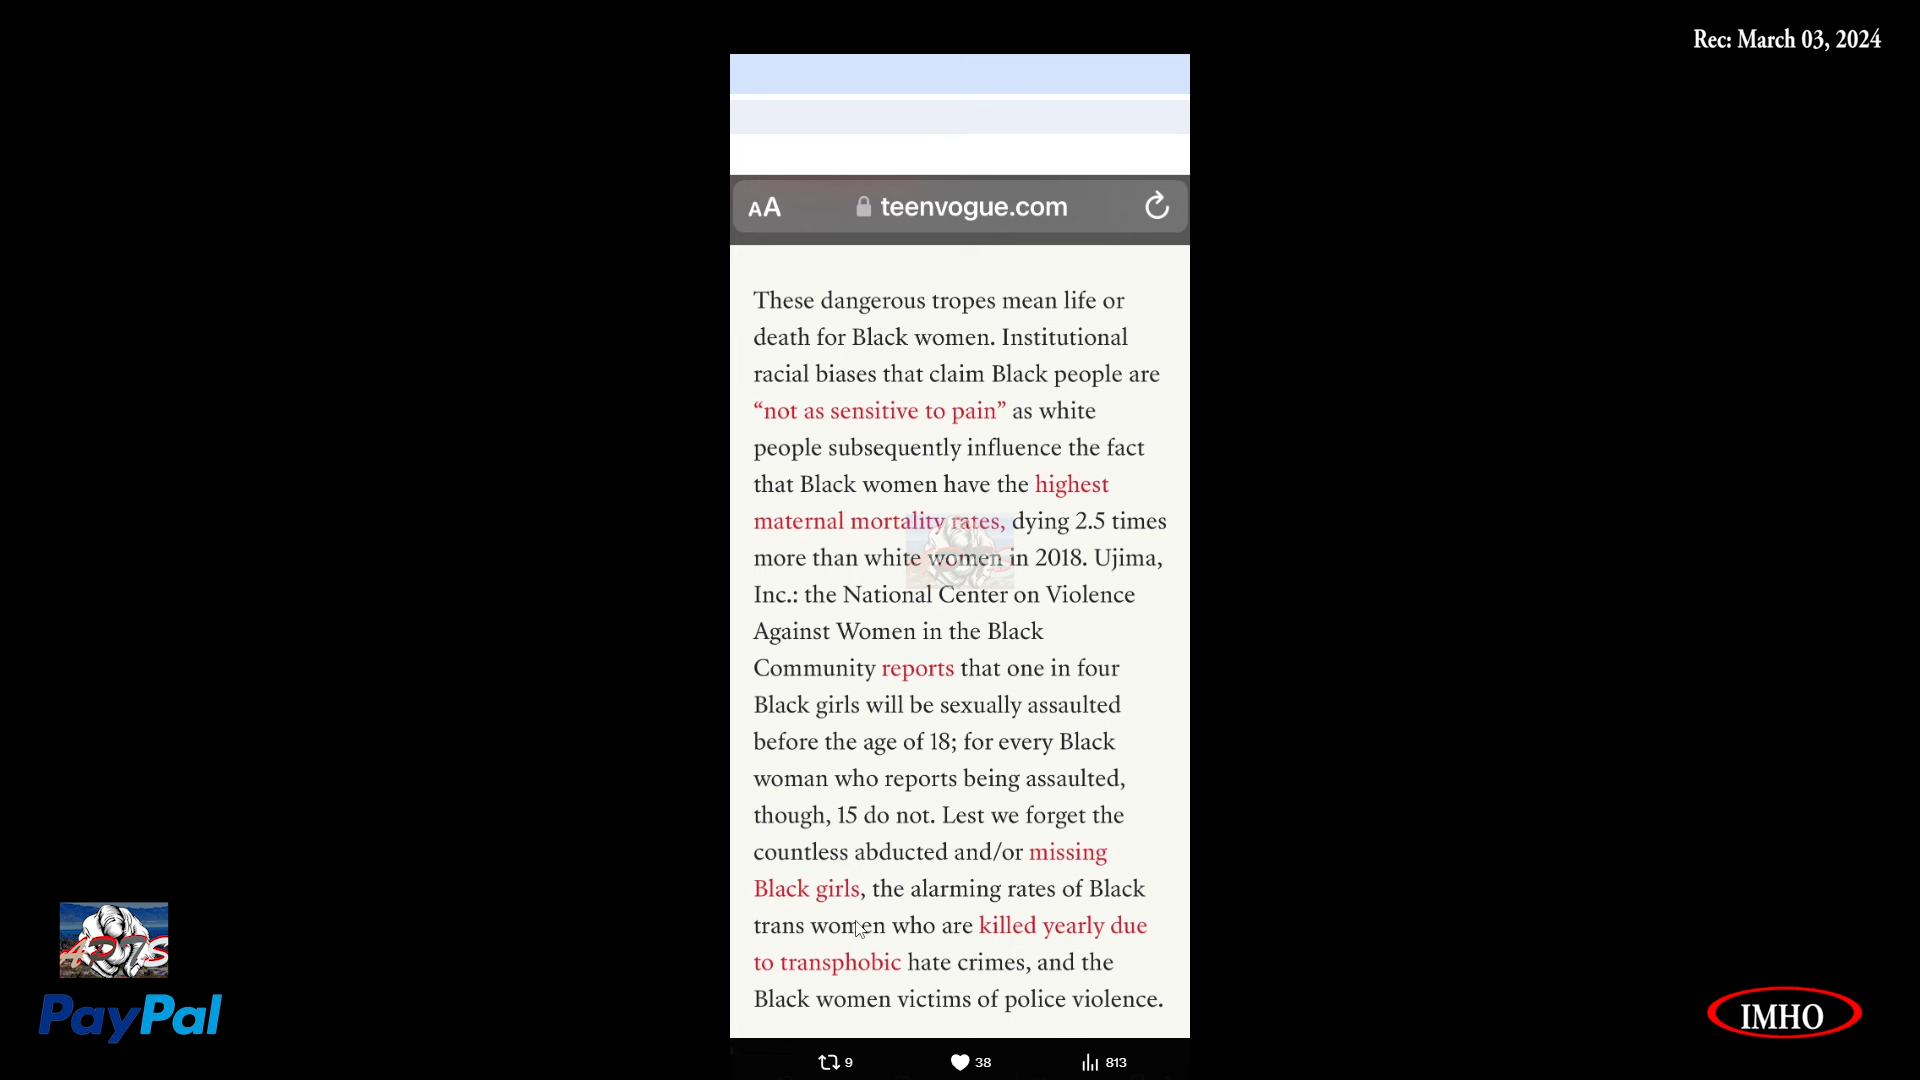 Rec: March 03, 2024
AA teenvogue.com
These dangerous tropes mean life or
death for Black women. Institutional
racial biases that claim Black people are
“not as sensitive to pain” as white
people subsequently influence the fact
that Black women have the highest
maternal mortality rates, dying 2.5 times
more than white women in 2018. Ujima,
Inc.: the National Center on Violence
Against Women in the Black
Community reports that one in four
Black girls will be sexually assaulted
before the age of 18; for every Black
woman who reports being assaulted,
though, 15 do not. Lest we forget the
countless abducted and/or missing
Black girls, the alarming rates of Black
trans women who are killed yearly due
to transphobic hate crimes, and the
Black women victims of police violence.
9 38 813
PayPal
IMHO